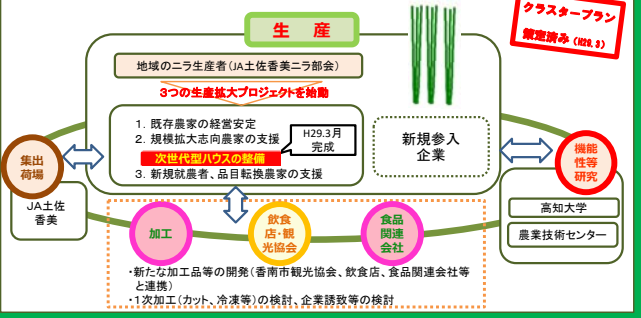 クラスタープラン
策定済み(H29.3)
生 産
地域のニラ生産者(JA土佐香美ニラ部会)
3つの生産拡大プロジェクトを始動
1. 既存農家の経営安定
2. 規模拡大志向農家の支援
次世代型ハウスの整備
3. 新規就農者、品目転換農家の支援
H29.3月
完成
新規参入
企業
集出
荷場
JA土佐
香美
機能
性等
研究
高知大学
農業技術センター
加工
飲食
店・観
光協会
食品
関連
会社
・新たな加工品等の開発(香南市観光協会、飲食店、食品関連会社等
と連携)
・1次加工(カット、冷凍等)の検討、企業誘致等の検討